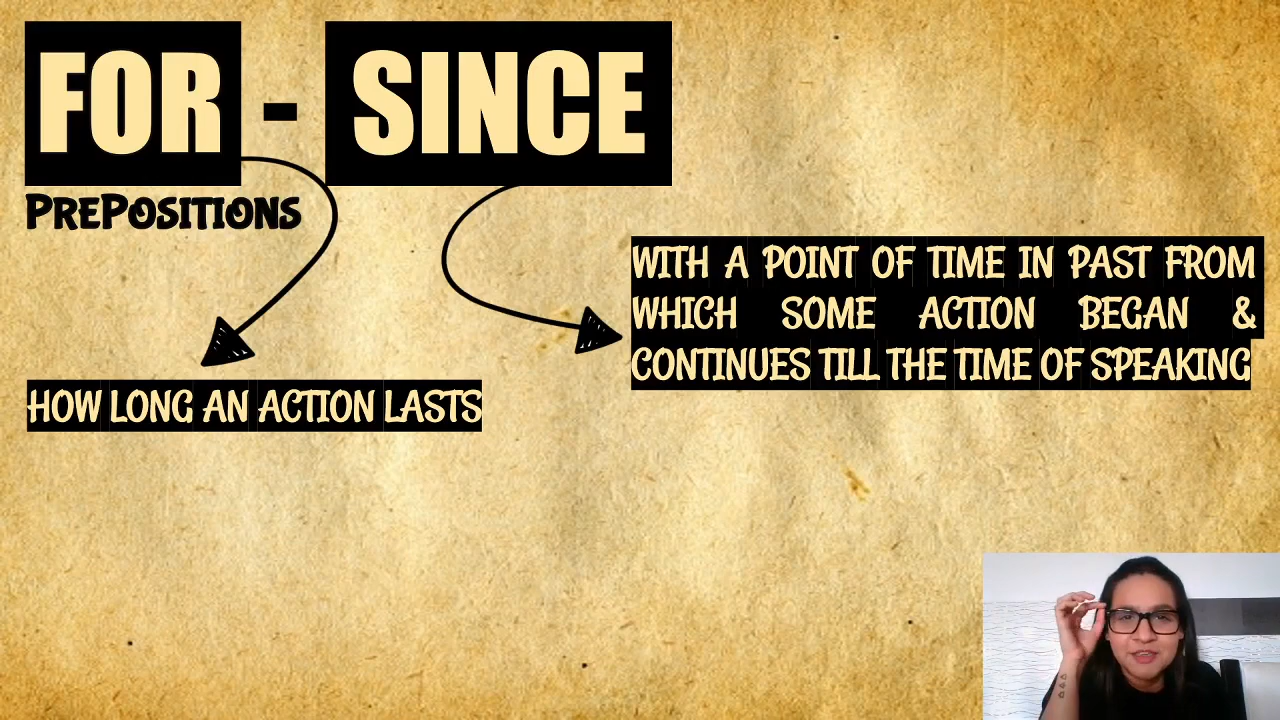 FOR - SINCE
PREPOSITIONS
HOW LONG AN ACTION LASTS
WITH A POINT OF TIME IN PAST FROM
WHICH SOME ACTION BEGAN &
CONTINUES TILL THE TIME OF SPEAKING